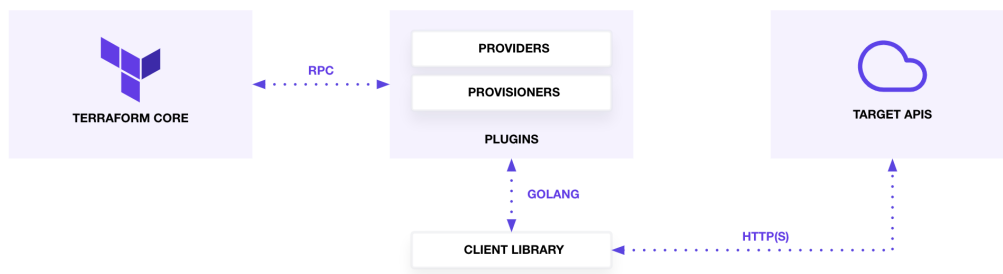 PROVIDERS
RPC
PROVISIONERS
TERRAFORM CORE
TARGET APIS
PLUGINS
GOLANG
HTTP(S)
CLIENT LIBRARY